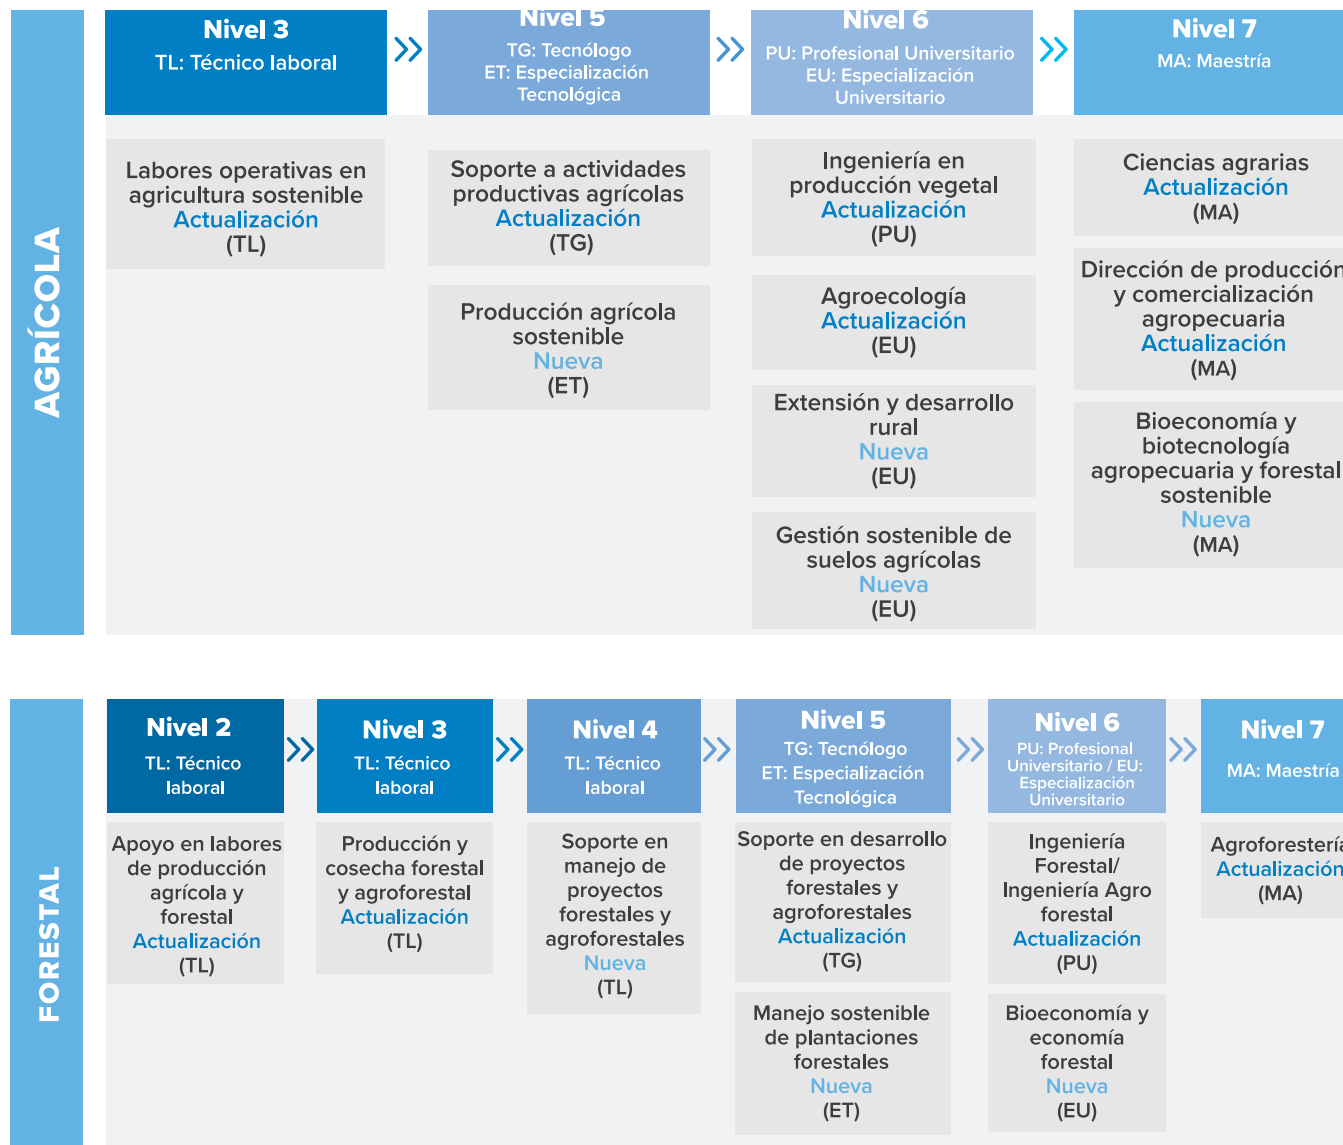 AGRÍCOLA
Nivel 3
TL: Técnico laboral
Nivel 5
TG: Tecnólogo
ET: Especialización
Tecnológica
Nivel 6
PU: Profesional Universitario
EU: Especialización
Universitario
Nivel 7
MA: Maestría
Labores operativas en
agricultura sostenible
Actualización
(TL)
Soporte a actividades
productivas agrícolas
Actualización
(TG)
Producción agrícola
sostenible
Nueva
(ET)
Ingeniería en
producción vegetal
Actualización
(PU)
Agroecología
Actualización
(EU)
Extensión y desarrollo
rural
Nueva
(EU)
Gestión sostenible de
suelos agrícolas
Nueva
(EU)
Ciencias agrarias
Actualización
(MA)
Dirección de producción
y comercialización
agropecuaria
Actualización
(MA)
Bioeconomía y
biotecnología
agropecuaria y forestal
sostenible
Nueva
(MA)
FORESTAL
Nivel 2
TL: Técnico
laboral
Nivel 3
TL: Técnico
laboral
Nivel 4
TL: Técnico
laboral
Nivel 5
TG: Tecnólogo
ET: Especialización
Tecnológica
Nivel 6
PU: Profesional
Universitario / EU:
Especialización
Universitario
Nivel 7
MA: Maestría
Apoyo en labores
de producción
agrícola y
forestal
Actualización
(TL)
Producción y
cosecha forestal
y agroforestal
Actualización
(TL)
Soporte en
manejo de
proyectos
forestales y
agroforestales
Nueva
(TL)
Soporte en desarrollo
de proyectos
forestales y
agroforestales
Actualización
(TG)
Manejo sostenible
de plantaciones
forestales
Nueva
(ET)
Ingeniería
Forestal/
Ingeniería Agro
forestal
Actualización
(PU)
Bioeconomía y
economía
forestal
Nueva
(EU)
Agroforestería
Actualización
(MA)